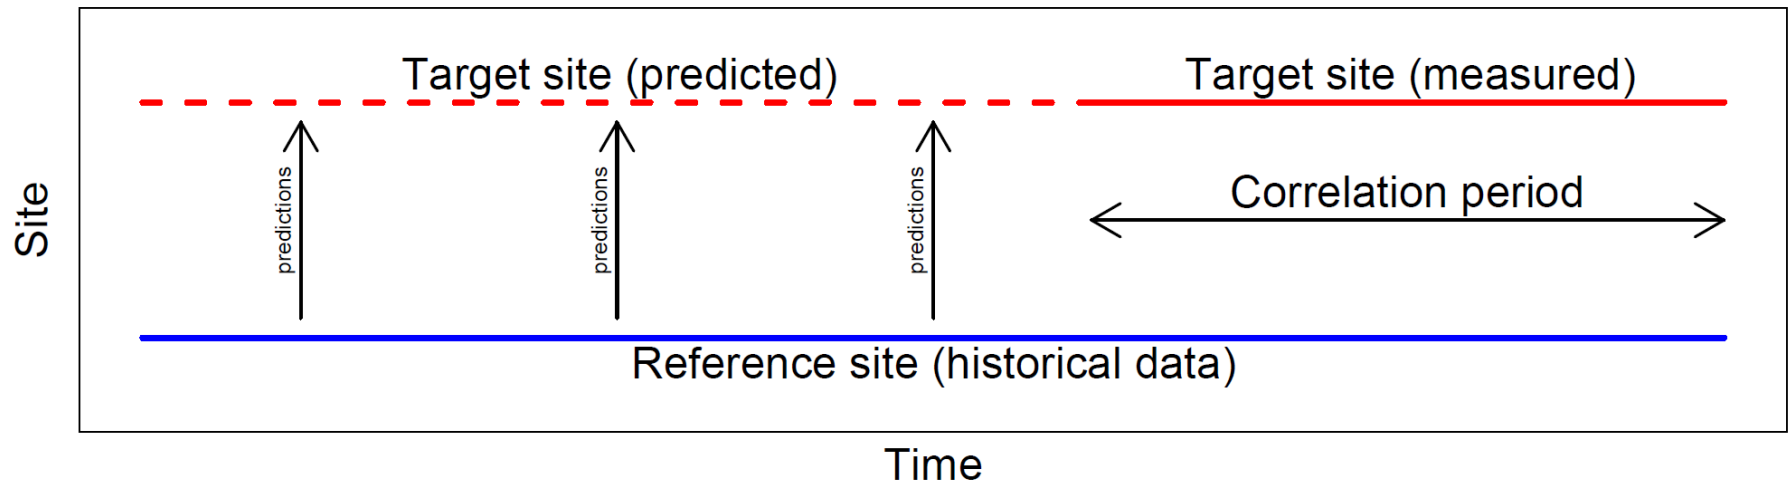 Target site (predicted)
Target site (measured)
predictions
predictions
predictions
Correlation period
Site
Reference site (historical data)
Time